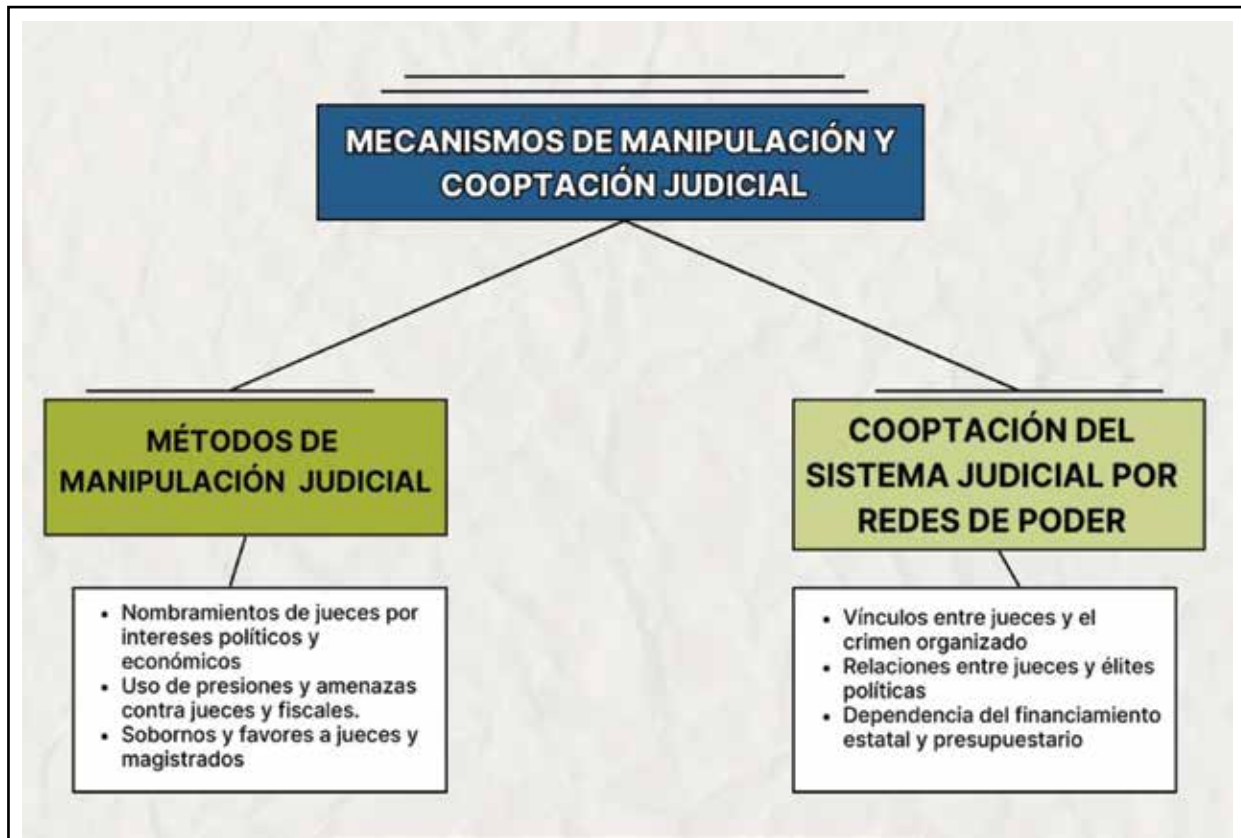 MECANISMOS DE MANIPULACIÓN Y
COOPTACIÓN JUDICIAL
MÉTODOS DE
MANIPULACIÓN JUDICIAL
• Nombramientos de jueces por
intereses políticos y
económicos
• Uso de presiones y amenazas
contra jueces y fiscales.
• Sobornos y favores a jueces y
magistrados
COOPTACIÓN DEL
SISTEMA JUDICIAL POR
REDES DE PODER
• Vínculos entre jueces y el
crimen organizado
• Relaciones entre jueces y élites
políticas
• Dependencia del financiamiento
estatal y presupuestario